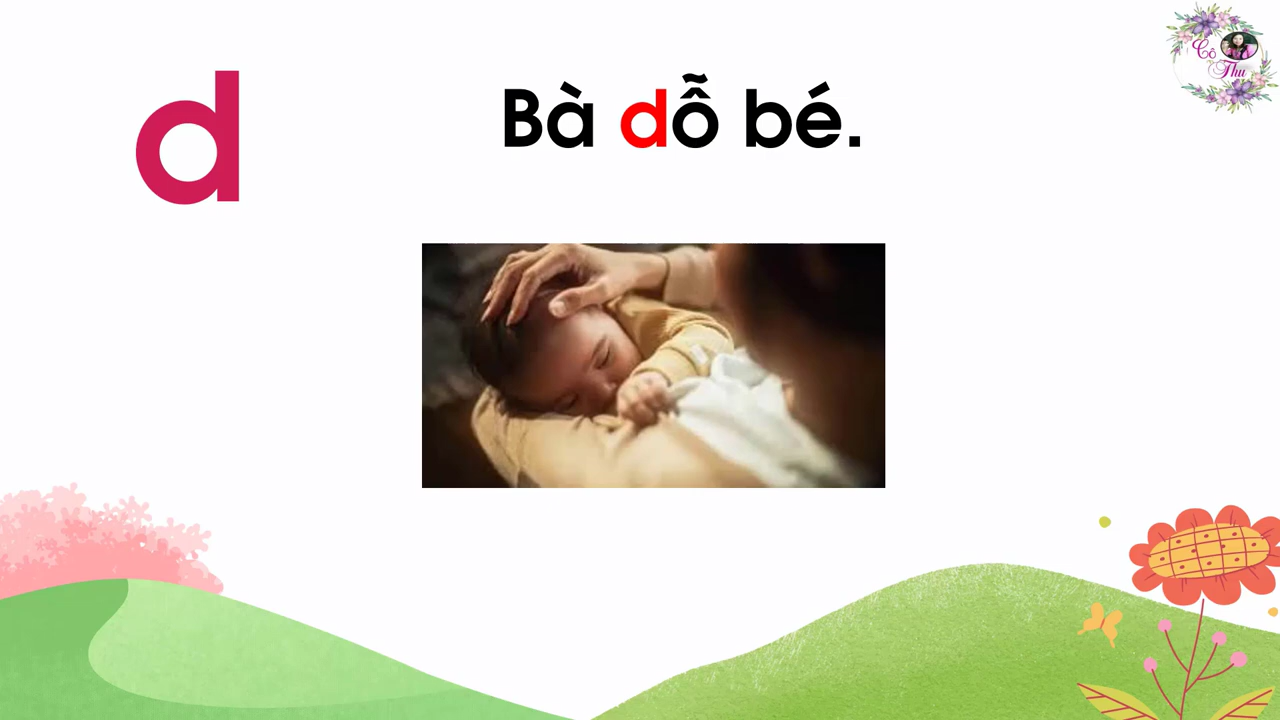 d
Bà dỗ bé.
Cô
Thu